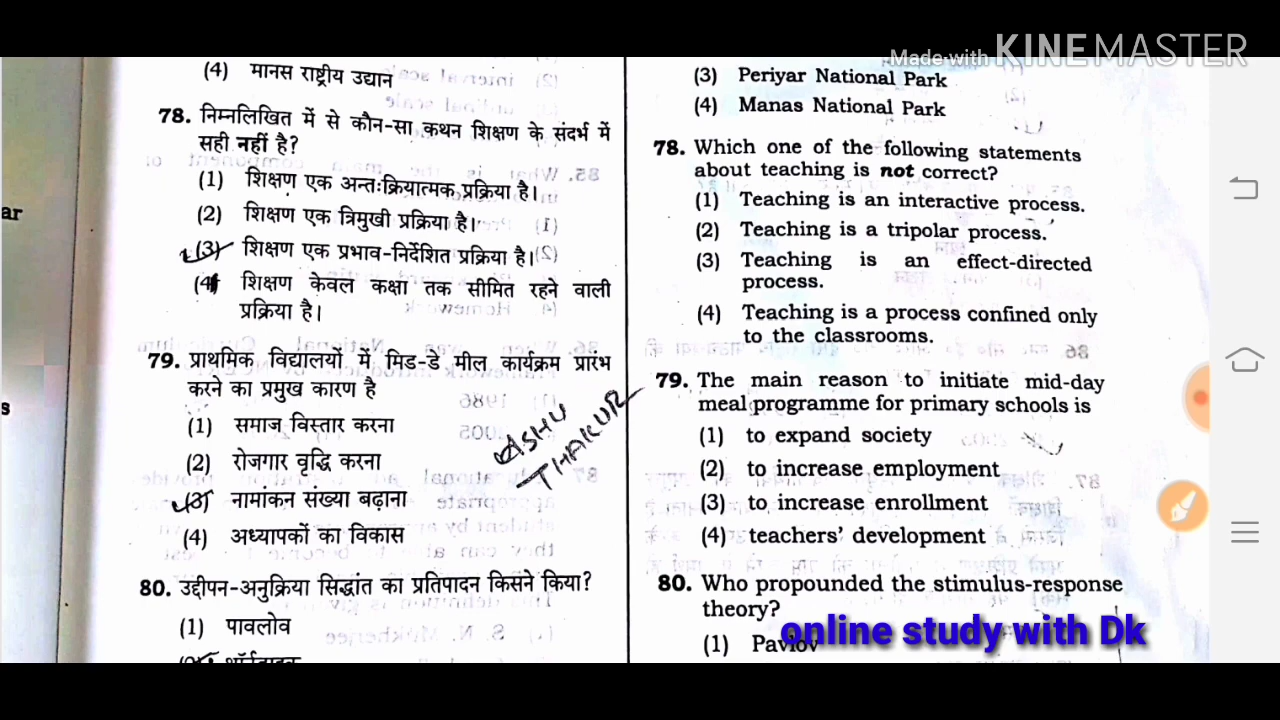 Made with KINEMASTER
(4) मानस राष्ट्रीय उद्यान
78. निम्नलिखित में से कौन-सा कथन शिक्षण के संदर्भ में
सही नहीं है?
(1) शिक्षण एक अन्तःक्रियात्मक प्रक्रिया है।
(2) शिक्षण एक त्रिमुखी प्रक्रिया है।
(3) शिक्षण एक प्रभाव-निर्देशित प्रक्रिया है।
(4) शिक्षण केवल कक्षा तक सीमित रहने वाली
प्रक्रिया है।
79. प्राथमिक विद्यालयों में मिड-डे मील कार्यक्रम प्रारंभ
करने का प्रमुख कारण है
(1) समाज विस्तार करना
(2) रोजगार वृद्धि करना
(3) नामांकन संख्या बढ़ाना
(4) अध्यापकों का विकास
THAKUR
80. उद्दीपन-अनुक्रिया सिद्धांत का प्रतिपादन किसने किया?
(1) पावलोव
(3) Periyar National Park
(4) Manas National Park
78. Which one of the following statements
about teaching is not correct?
(1) Teaching is an interactive process.
(2) Teaching is a tripolar process.
(3) Teaching is an effect-directed
process.
(4) Teaching is a process confined only
to the classrooms.
79. The main reason to initiate mid-day
meal programme for primary schools is
(1) to expand society
(2) to increase employment
(3) to increase enrollment
(4) teachers' development
80. Who propounded the stimulus-response
theory?
(1) Pavlov
online study with Dk
ar
s